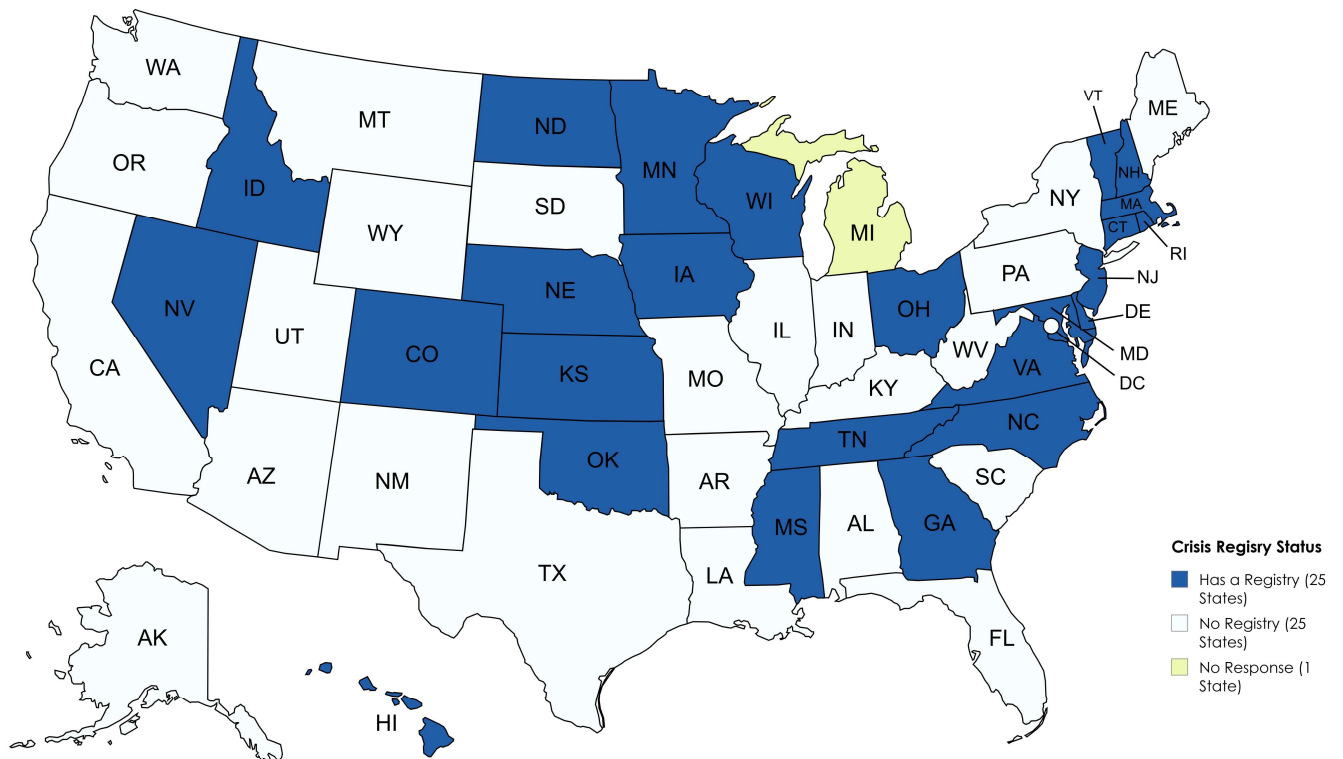 WA
MT
ND
MN
VT
ME
OR
ID
SD
WI
NH
WY
NY
MA
MI
CT
RI
PA
NJ
NE
IA
NV
UT
CO
IL
IN
OH
DE
CA
KS
MO
WV
VA
MD
DC
KY
NC
TN
AZ
NM
OK
AR
SC
MS
AL
GA
TX
LA
FL
AK
HI
Crisis Regisry Status
Has a Registry (25
States)
No Registry (25
States)
No Response (1
State)